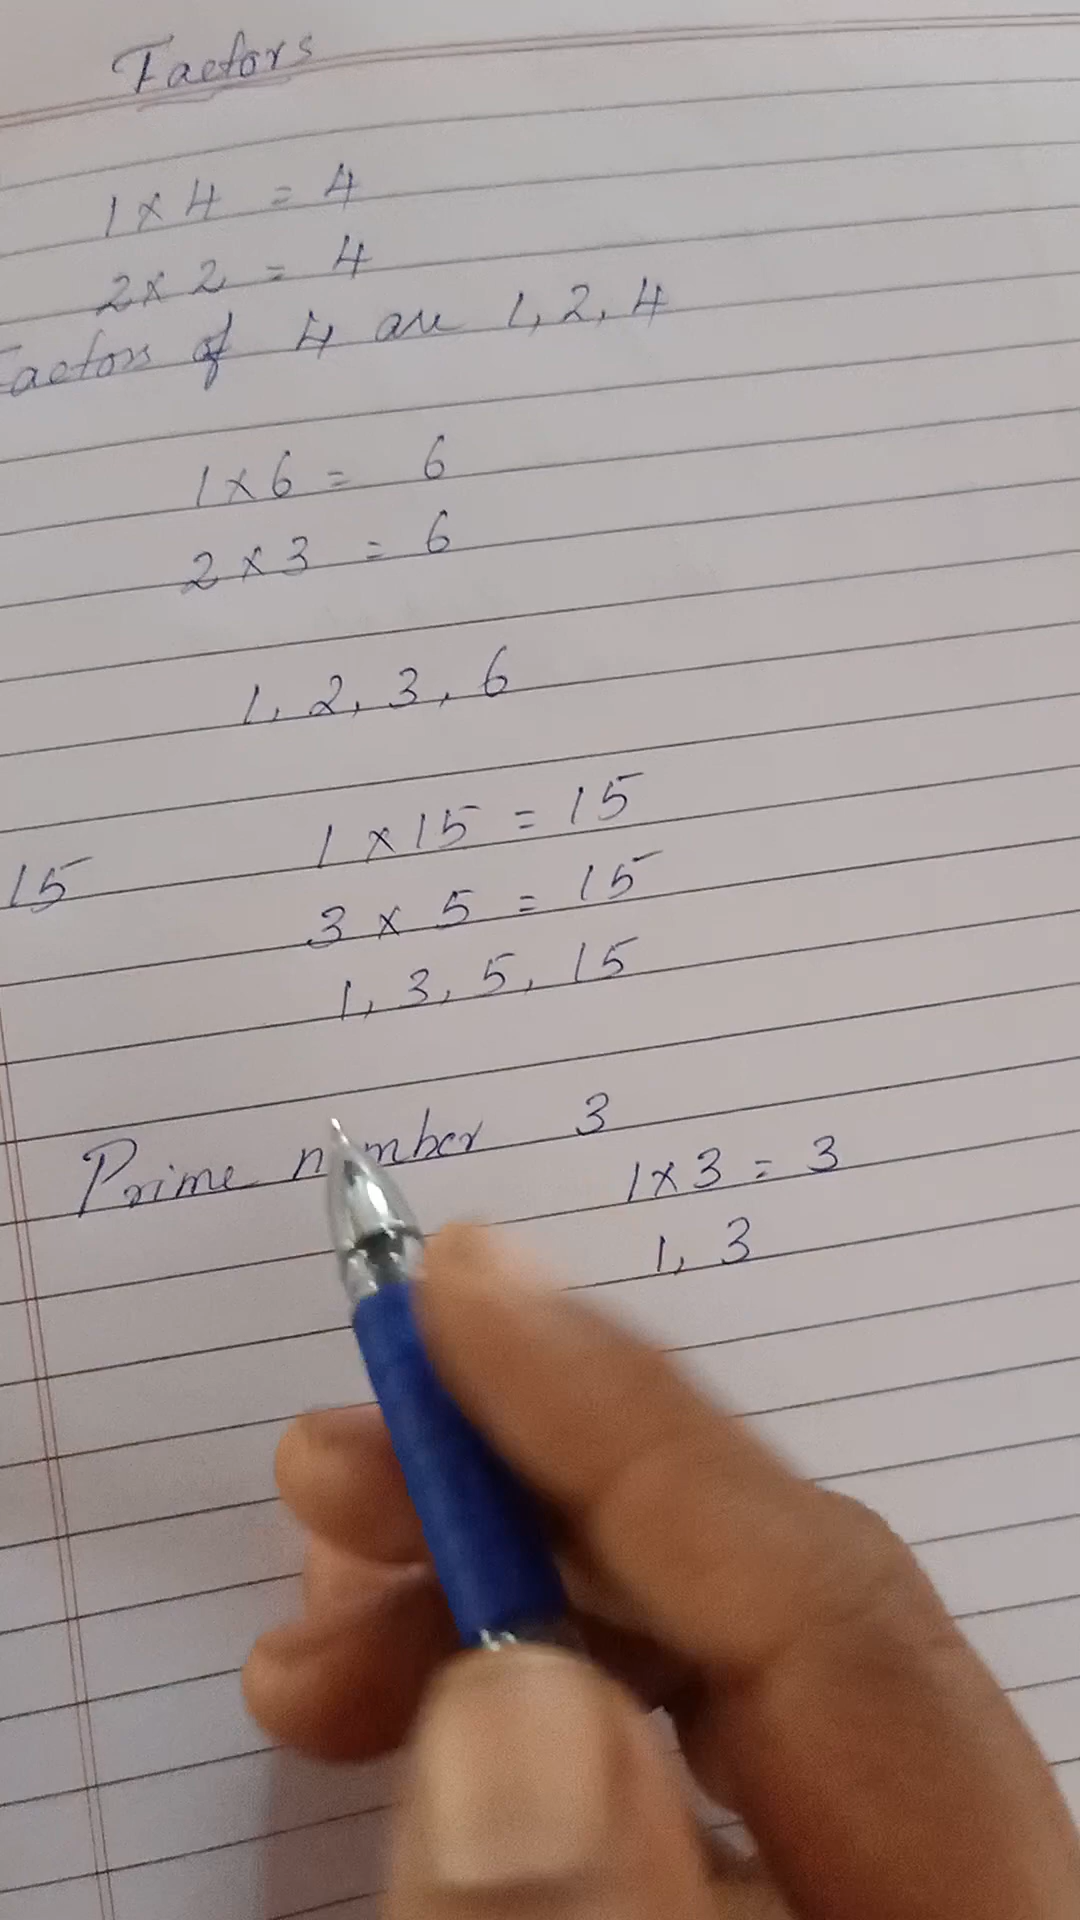 Factors
1 × 4 = 4
2 × 2 = 4
Factors of 4 are 1, 2, 4
1 × 6 = 6
2 × 3 = 6
1, 2, 3, 6
1 × 15 = 15
15
3 × 5 = 15
1, 3, 5, 15
Prime number 3
1 × 3 = 3
1, 3